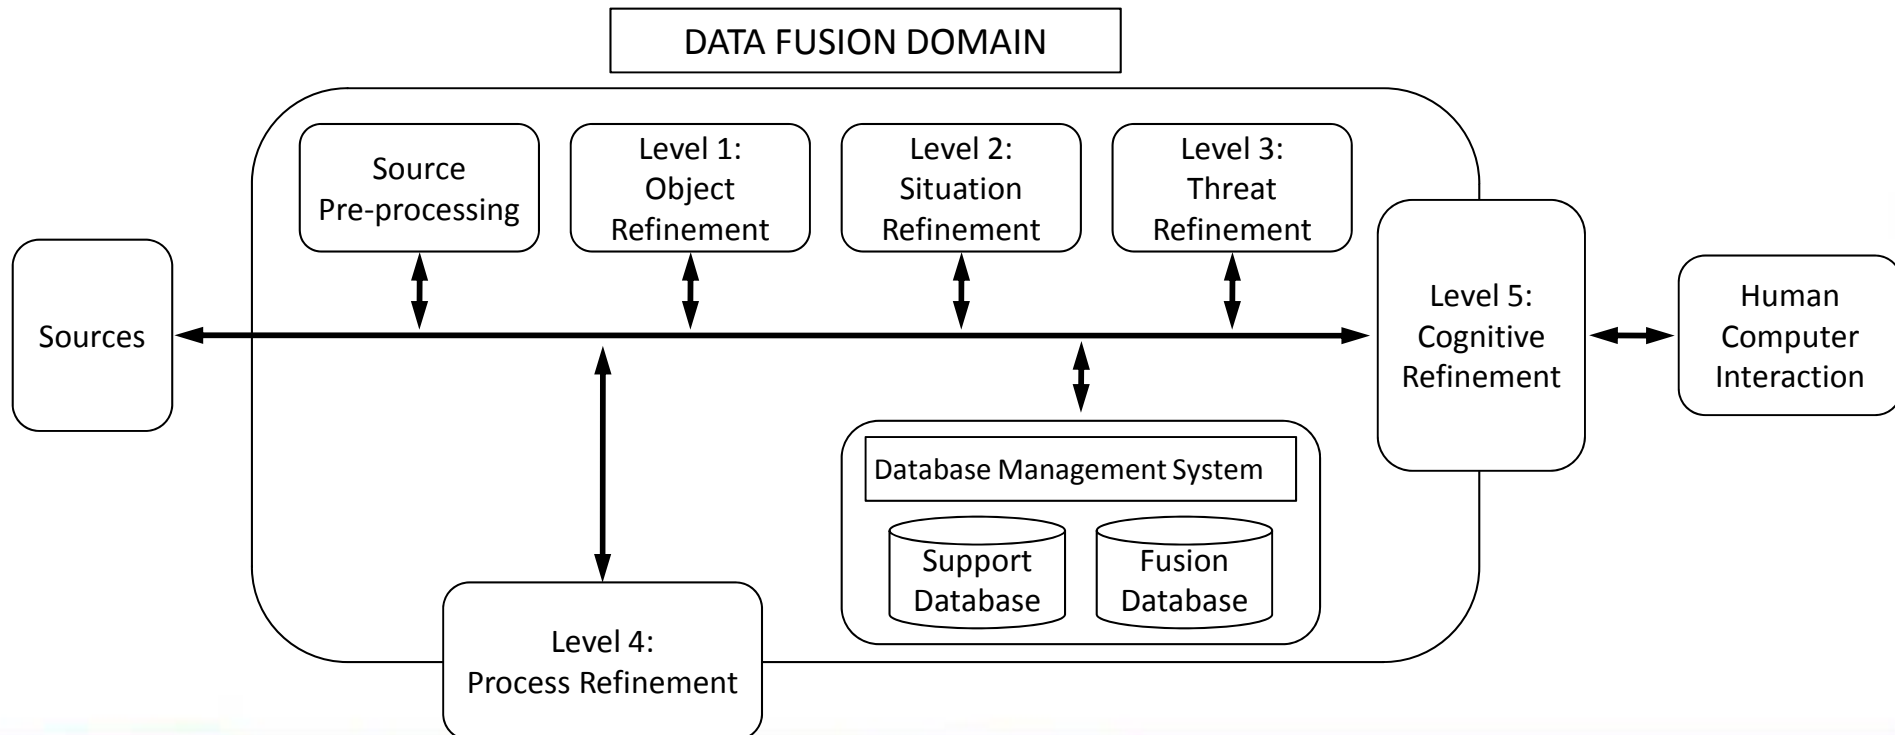 DATA FUSION DOMAIN
Source
Pre-processing
Level 1:
Object
Refinement
Level 2:
Situation
Refinement
Level 3:
Threat
Refinement
Sources
Level 5:
Cognitive
Refinement
Human
Computer
Interaction
Database Management System
Support
Database
Fusion
Database
Level 4:
Process Refinement